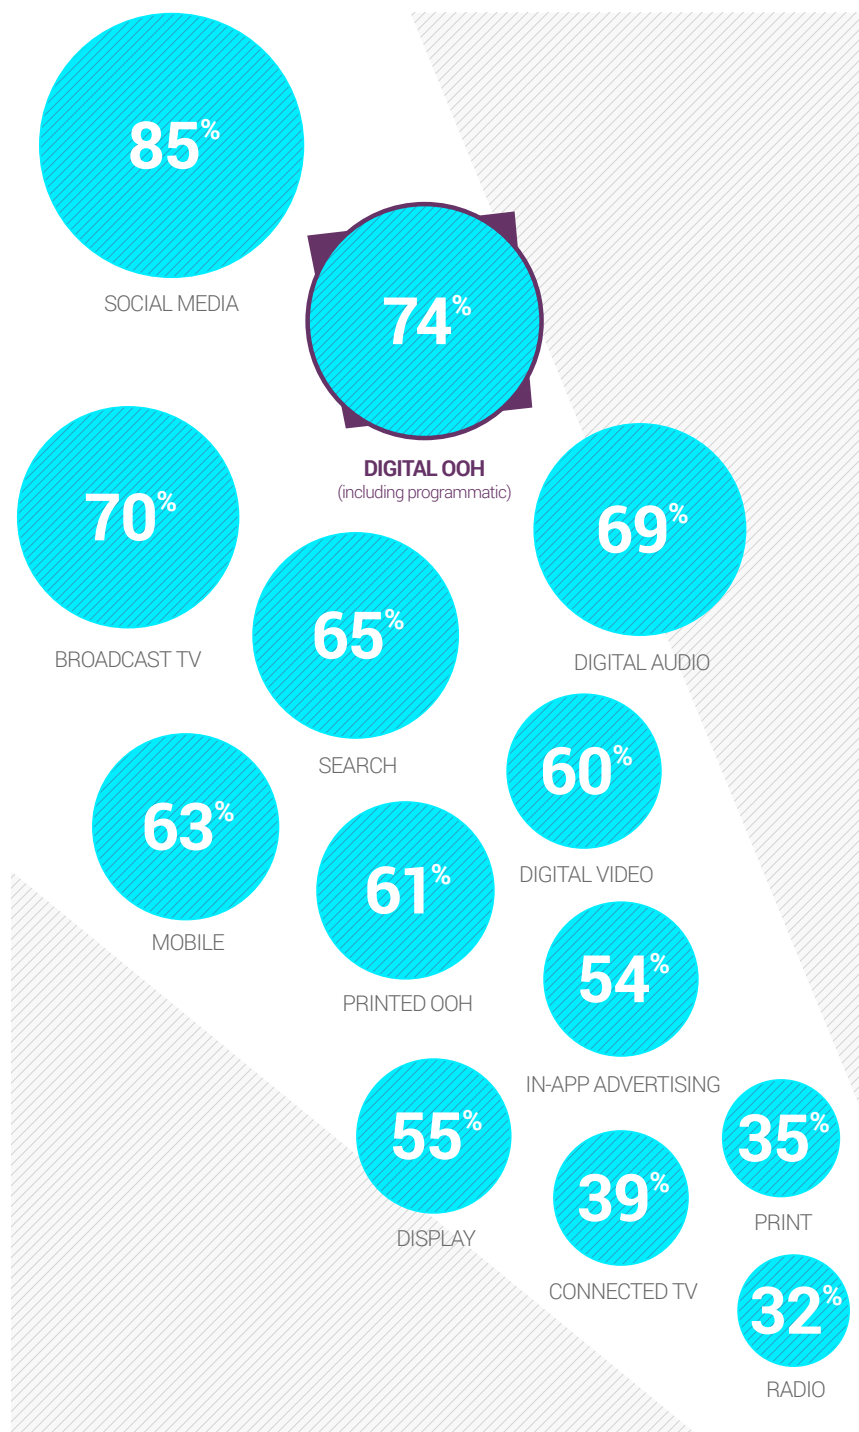 85%
SOCIAL MEDIA
74%
DIGITAL OOH
(including programmatic)
70%
BROADCAST TV
69%
DIGITAL AUDIO
65%
SEARCH
63%
MOBILE
60%
DIGITAL VIDEO
61%
PRINTED OOH
54%
IN-APP ADVERTISING
55%
DISPLAY
39%
CONNECTED TV
35%
PRINT
32%
RADIO